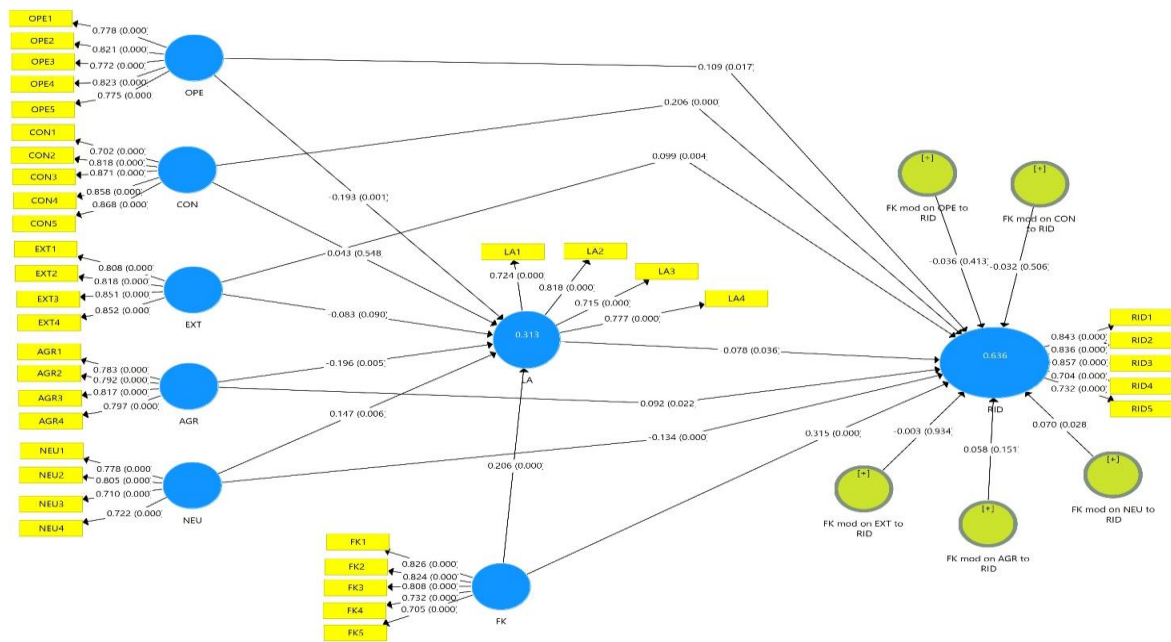 OPE1
OPE2
OPE3
OPE4
OPE5
0.778 (0.000)
0.821 (0.000)
0.772 (0.000)
0.823 (0.000)
0.775 (0.000)
OPE
CON1
CON2
CON3
CON4
CON5
0.702 (0.000)
0.818 (0.000)
0.871 (0.000)
0.858 (0.000)
0.868 (0.000)
CON
EXT1
EXT2
EXT3
EXT4
0.808 (0.000)
0.818 (0.000)
0.851 (0.000)
0.852 (0.000)
EXT
AGR1
AGR2
AGR3
AGR4
0.783 (0.000)
0.792 (0.000)
0.817 (0.000)
0.797 (0.000)
AGR
NEU1
NEU2
NEU3
NEU4
0.778 (0.000)
0.805 (0.000)
0.710 (0.000)
0.722 (0.000)
NEU
FK1
FK2
FK3
FK4
FK5
0.826 (0.000)
0.824 (0.000)
0.808 (0.000)
0.732 (0.000)
0.705 (0.000)
FK
-0.193 (0.001)
0.043 (0.548
-0.083 (0.090)
-0.196 (0.005)
0.147 (0.006)
0.206 (0.000)
LA1
LA2
LA3
LA4
0.724 (0.000)
0.818 (0.000)
0.715 (0.000)
0.777 (0.000)
0.313
LA
0.109 (0.017)
0.206 (0.000)
0.099 (0.004)
0.078 (0.036)
0.092 (0.022)
-0.134 (0.000)
0.315 (0.000)
[+]
FK mod on OPE to
RID
-0.036 (0.413)
[+]
FK mod on CON
to RID
-0.032 (0.506)
0.636
RID
0.843 (0.000)
0.836 (0.000)
0.857 (0.000)
0.704 (0.000)
0.732 (0.000)
RID1
RID2
RID3
RID4
RID5
-0.003 (0.934)
[+]
FK mod on EXT to
RID
0.058 (0.151)
[+]
FK mod on AGR to
RID
0.070 (0.028
[+]
FK mod on NEU to
RID